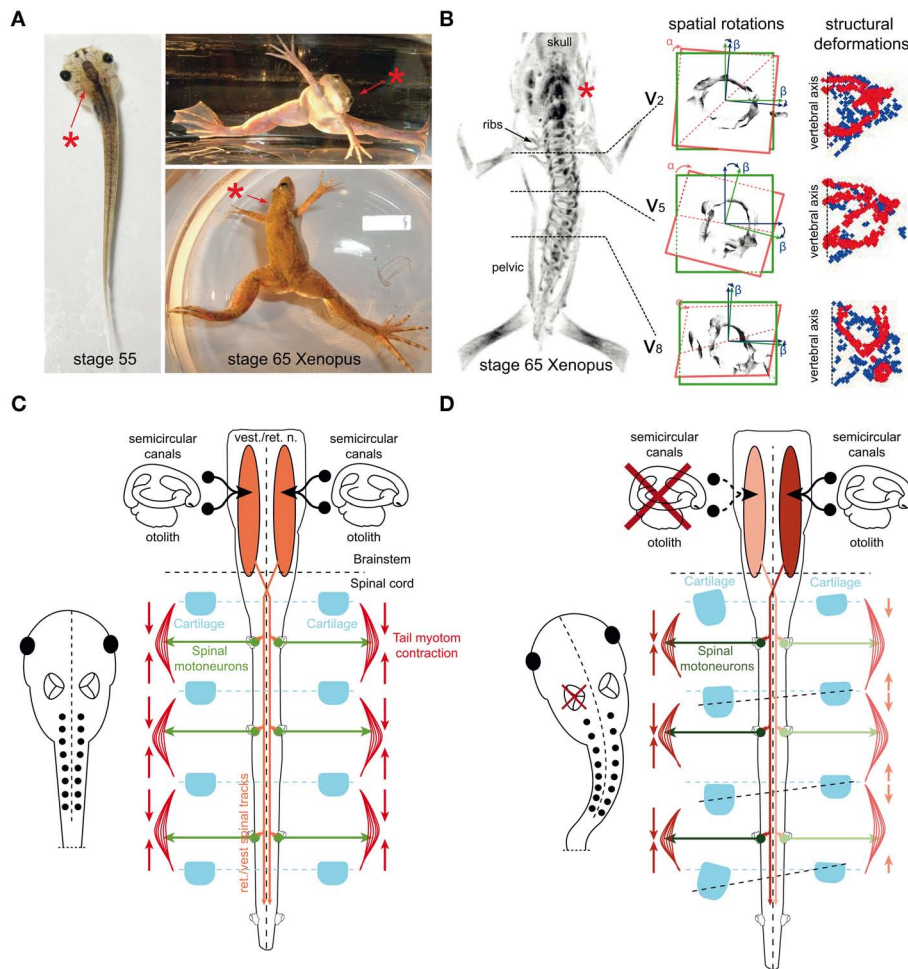 A
*
stage 55
*
*
stage 65 Xenopus
B
spatial rotations
structural
deformations
skull
*
ribs
pelvic
stage 65 Xenopus
V2
V5
V8
α
β
β
vertebral axis
α
β
β
vertebral axis
α
β
β
vertebral axis
C
semicircular
canals
vest./ret. n.
semicircular
canals
otolith
otolith
Brainstem
Spinal cord
Cartilage
Cartilage
Spinal
motoneurons
Tail myotom
contraction
ret./vest spinal tracks
D
semicircular
canals
semicircular
canals
otolith
otolith
Cartilage
Cartilage
Spinal
motoneurons